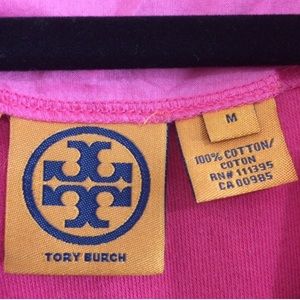 TORY BURCH
M
100% COTTON/
COTON
RN# 111395
CA 00985